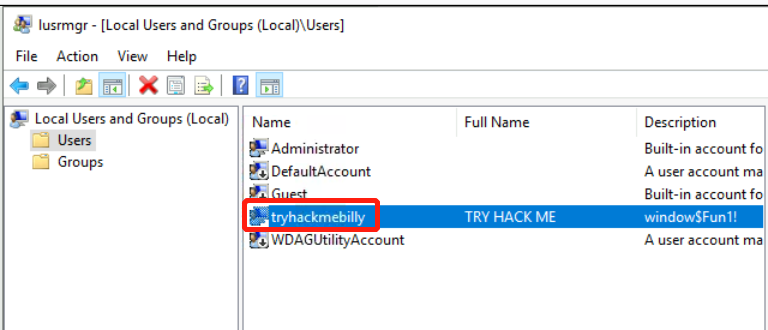 lusrmgr - [Local Users and Groups (Local)\Users]
File Action View Help
Local Users and Groups (Local)
Users
Groups
Name Full Name Description
Administrator Built-in account fo
DefaultAccount A user account ma
Guest Built-in account fo
tryhackmebilly TRY HACK ME window$Fun1!
WDAGUtilityAccount A user account ma